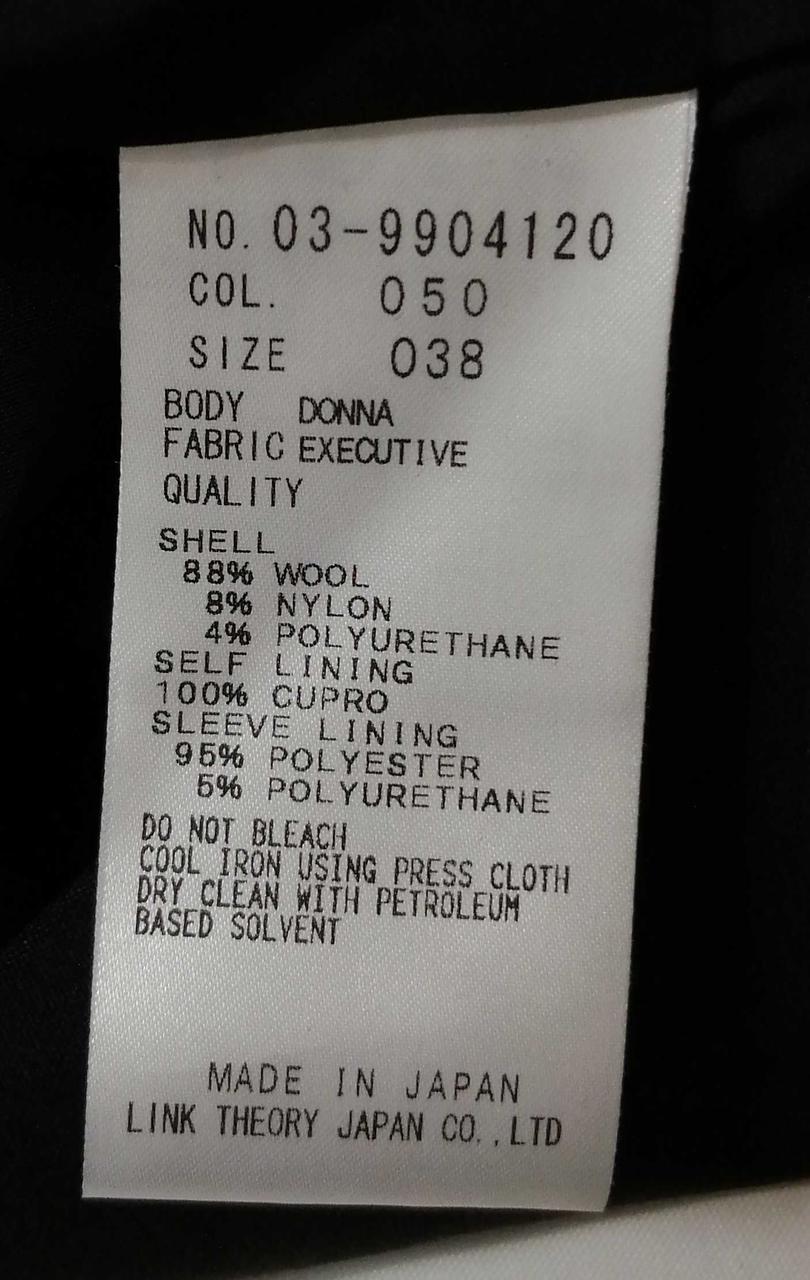 NO. 03-9904120
COL. 050
SIZE 038
BODY DONNA
FABRIC EXECUTIVE
QUALITY
SHELL
88% WOOL
8% NYLON
4% POLYURETHANE
SELF LINING
100% CUPRO
SLEEVE LINING
95% POLYESTER
5% POLYURETHANE
DO NOT BLEACH
COOL IRON USING PRESS CLOTH
DRY CLEAN WITH PETROLEUM
BASED SOLVENT
MADE IN JAPAN
LINK THEORY JAPAN CO.,LTD